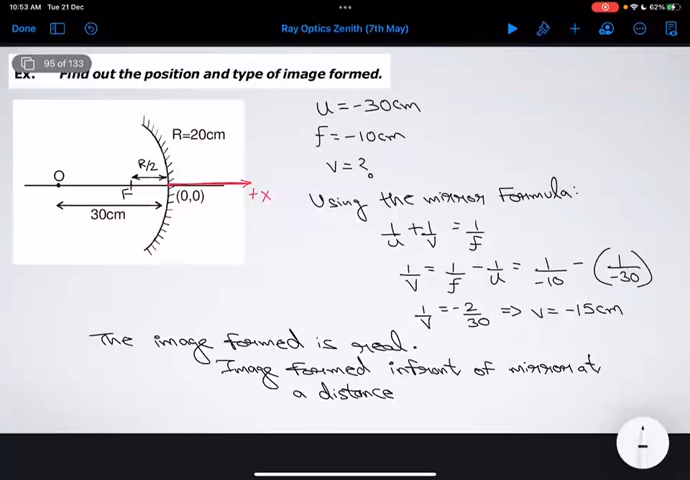 10:53 AM Tue 21 Dec
62%
Done
Ray Optics Zenith (7th May)
95 of 133
Ex. Find out the position and type of image formed.
R=20cm
R/2
O
F
(0,0)
+x
30cm
u = -30cm
f = -10cm
v = ?
Using the mirror Formula:
1/u + 1/v = 1/f
1/v = 1/f - 1/u = 1/-10 - (1/-30)
1/v = -2/30 => v = -15cm
The image formed is real.
Image formed infront of mirror at
a distance